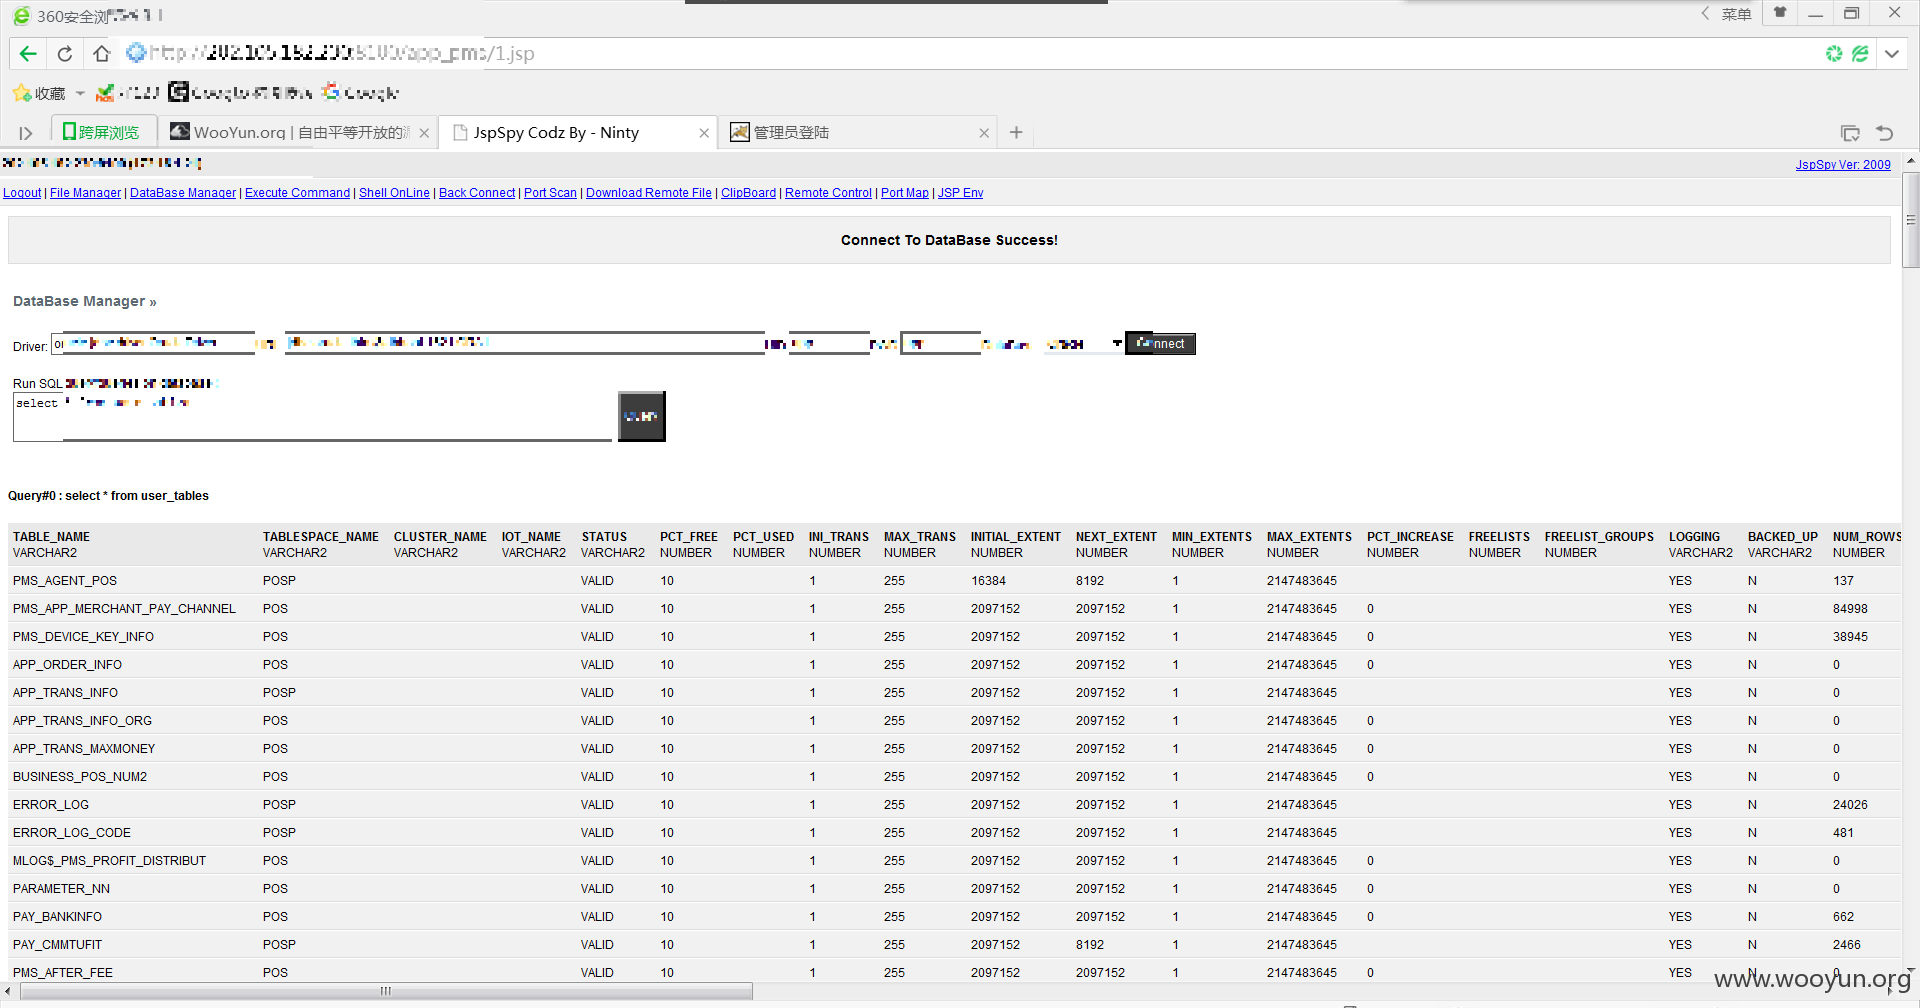 360安全浏
菜单
/1.jsp
收藏
跨屏浏览
WooYun.org | 自由平等开放的
JspSpy Codz By - Ninty
管理员登陆
JspSpy Ver: 2009
Logout | File Manager | DataBase Manager | Execute Command | Shell OnLine | Back Connect | Port Scan | Download Remote File | ClipBoard | Remote Control | Port Map | JSP Env
Connect To DataBase Success!
DataBase Manager »
Driver:
Run SQL
select
Query#0 : select * from user_tables
TABLE_NAME TABLESPACE_NAME CLUSTER_NAME IOT_NAME STATUS PCT_FREE PCT_USED INI_TRANS MAX_TRANS INITIAL_EXTENT NEXT_EXTENT MIN_EXTENTS MAX_EXTENTS PCT_INCREASE FREELISTS FREELIST_GROUPS LOGGING BACKED_UP NUM_ROWS
VARCHAR2 VARCHAR2 VARCHAR2 VARCHAR2 VARCHAR2 NUMBER NUMBER NUMBER NUMBER NUMBER NUMBER NUMBER NUMBER NUMBER NUMBER NUMBER VARCHAR2 VARCHAR2 NUMBER
PMS_AGENT_POS POSP VALID 10 1 255 16384 8192 1 2147483645 YES N 137
PMS_APP_MERCHANT_PAY_CHANNEL POS VALID 10 1 255 2097152 2097152 1 2147483645 0 YES N 84998
PMS_DEVICE_KEY_INFO POS VALID 10 1 255 2097152 2097152 1 2147483645 0 YES N 38945
APP_ORDER_INFO POS VALID 10 1 255 2097152 2097152 1 2147483645 0 YES N 0
APP_TRANS_INFO POSP VALID 10 1 255 2097152 2097152 1 2147483645 YES N 0
APP_TRANS_INFO_ORG POS VALID 10 1 255 2097152 2097152 1 2147483645 0 YES N 0
APP_TRANS_MAXMONEY POS VALID 10 1 255 2097152 2097152 1 2147483645 0 YES N 0
BUSINESS_POS_NUM2 POS VALID 10 1 255 2097152 2097152 1 2147483645 0 YES N 0
ERROR_LOG POSP VALID 10 1 255 2097152 2097152 1 2147483645 YES N 24026
ERROR_LOG_CODE POSP VALID 10 1 255 2097152 2097152 1 2147483645 YES N 481
MLOG$_PMS_PROFIT_DISTRIBUT POS VALID 10 1 255 2097152 2097152 1 2147483645 0 YES N 0
PARAMETER_NN POS VALID 10 1 255 2097152 2097152 1 2147483645 0 YES N 0
PAY_BANKINFO POS VALID 10 1 255 2097152 2097152 1 2147483645 0 YES N 662
PAY_CMMTUFIT POSP VALID 10 1 255 2097152 8192 1 2147483645 YES N 2466
PMS_AFTER_FEE POS VALID 10 1 255 2097152 2097152 1 2147483645 0 YES N 0
www.wooyun.org